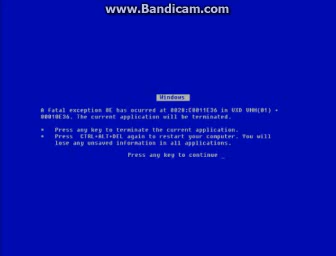 www.Bandicam.com
Windows
A fatal exception 0E has ocurred at 0028:C0011E36 in VXD VMM(01) +
00010E36. The current application will be terminated.
* Press any key to terminate the current application.
* Press CTRL+ALT+DEL again to restart your computer. You will
lose any unsaved information in all applications.
Press any key to continue _